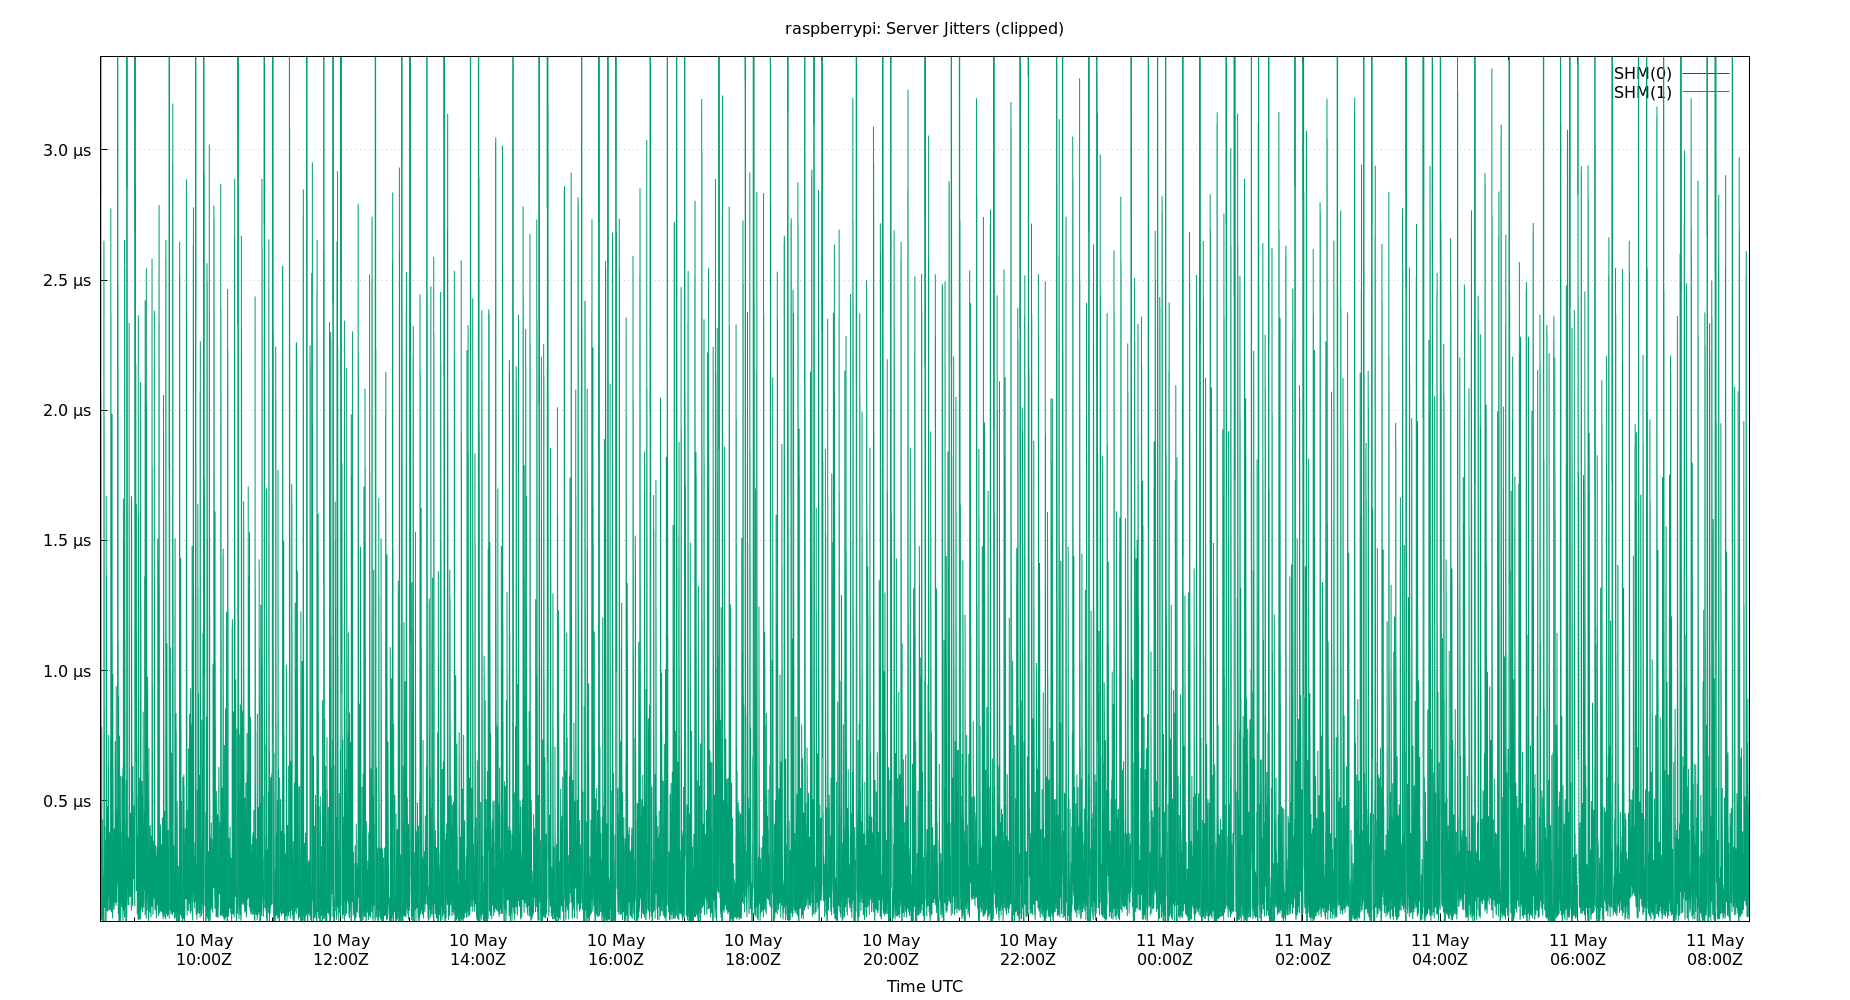 raspberrypi: Server Jitters (clipped)
SHM(0)
SHM(1)
3.0 µs
2.5 µs
2.0 µs
1.5 µs
1.0 µs
0.5 µs
10 May 10 May 10 May 10 May 10 May 10 May 10 May 11 May 11 May 11 May 11 May 11 May
10:00Z 12:00Z 14:00Z 16:00Z 18:00Z 20:00Z 22:00Z 00:00Z 02:00Z 04:00Z 06:00Z 08:00Z
Time UTC